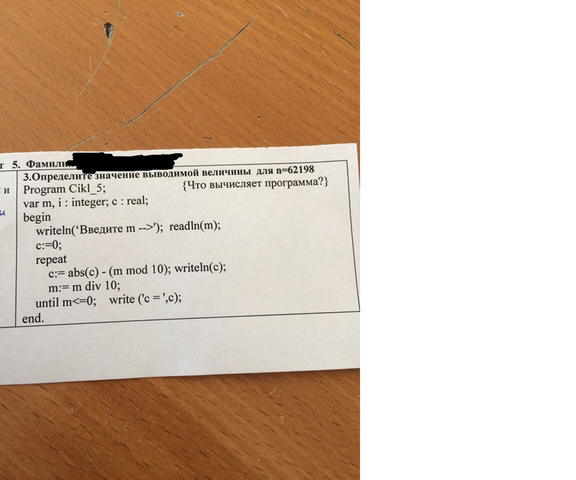 5. Фамили
3.Определите значение выводимой величины для n=62198
и Program Cikl_5; {Что вычисляет программа?}
var m, i : integer; c : real;
и begin
writeln(‘Введите m -->'); readln(m);
c:=0;
repeat
c:= abs(c) - (m mod 10); writeln(c);
m:= m div 10;
until m<=0; write ('c = ',c);
end.